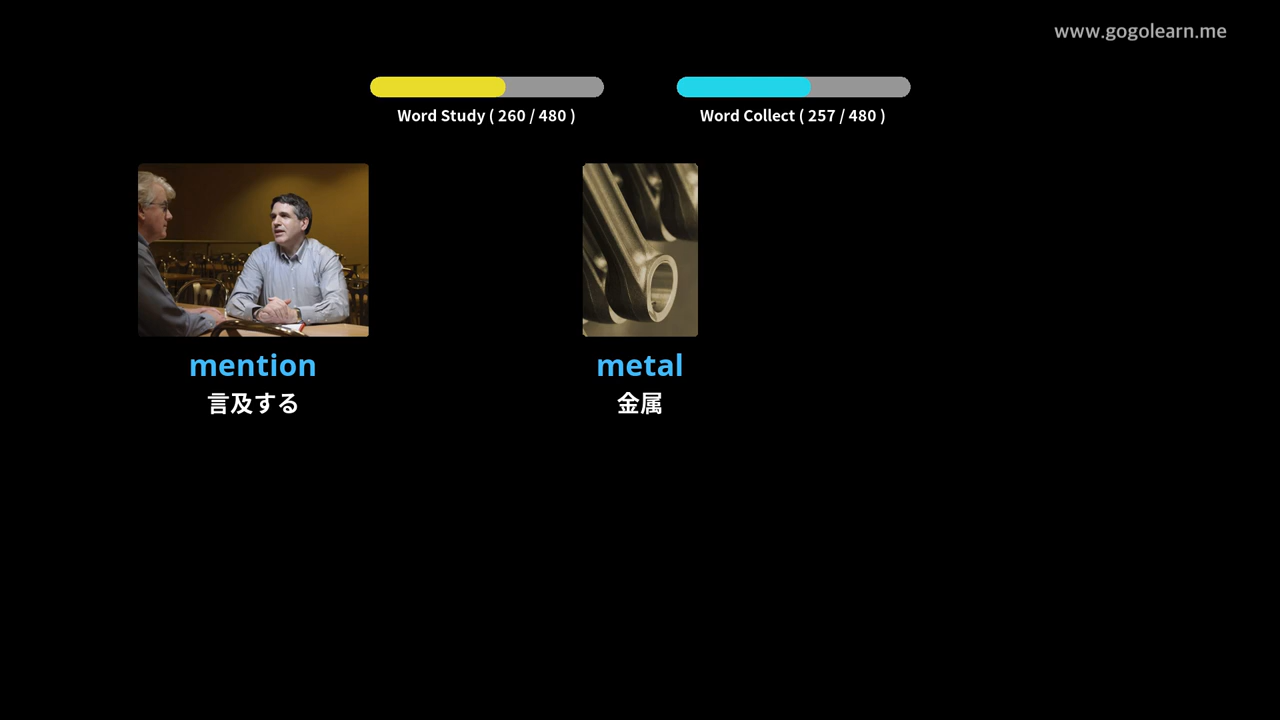 www.gogolearn.me
Word Study ( 260 / 480 )
Word Collect ( 257 / 480 )
mention
言及する
metal
金属